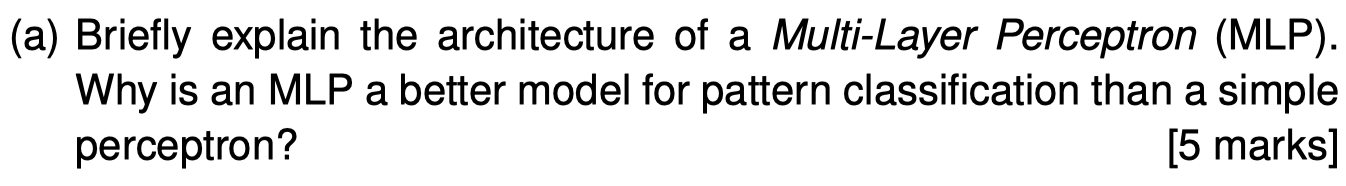 (a) Briefly explain the architecture of a Multi-Layer Perceptron (MLP).
Why is an MLP a better model for pattern classification than a simple
perceptron? [5 marks]